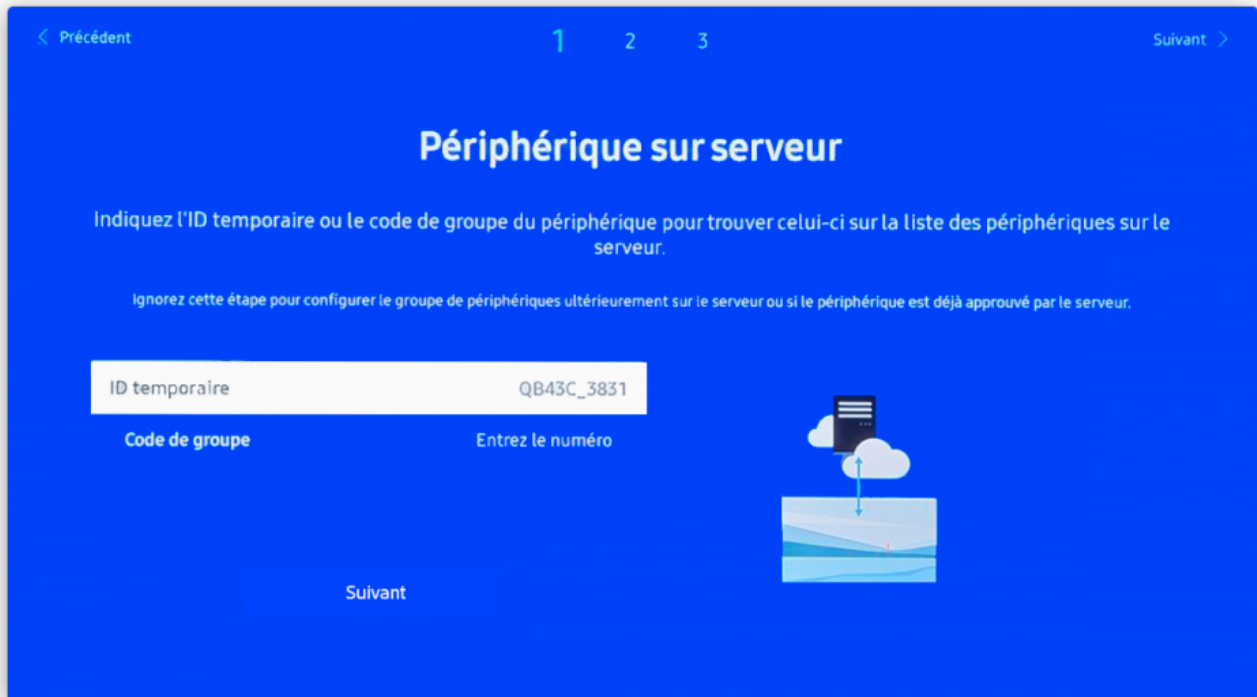 Précédent
1 2 3
Suivant
Périphérique sur serveur
Indiquez l'ID temporaire ou le code de groupe du périphérique pour trouver celui-ci sur la liste des périphériques sur le
serveur.
Ignorez cette étape pour configurer le groupe de périphériques ultérieurement sur le serveur ou si le périphérique est déjà approuvé par le serveur.
ID temporaire QB43C_3831
Code de groupe Entrez le numéro
Suivant